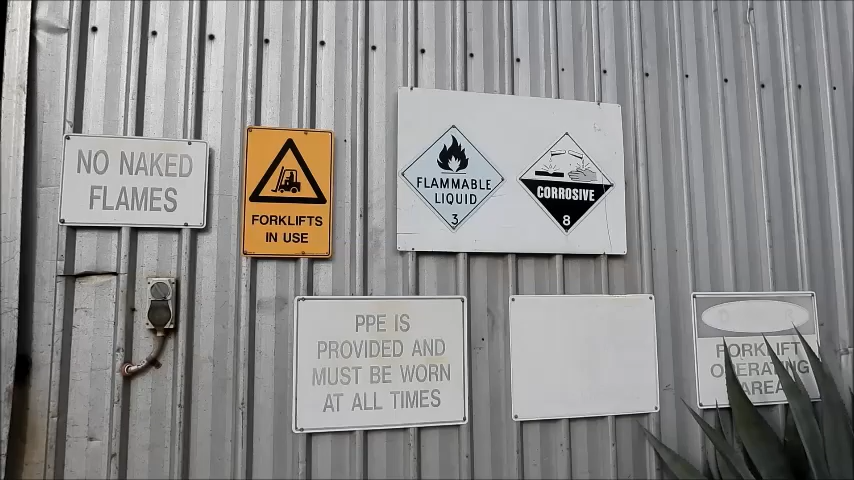 NO NAKED
FLAMES
FORKLIFTS
IN USE
FLAMMABLE
LIQUID
3
CORROSIVE
8
PPE IS
PROVIDED AND
MUST BE WORN
AT ALL TIMES
FORKLIFT
OPERATING
AREA